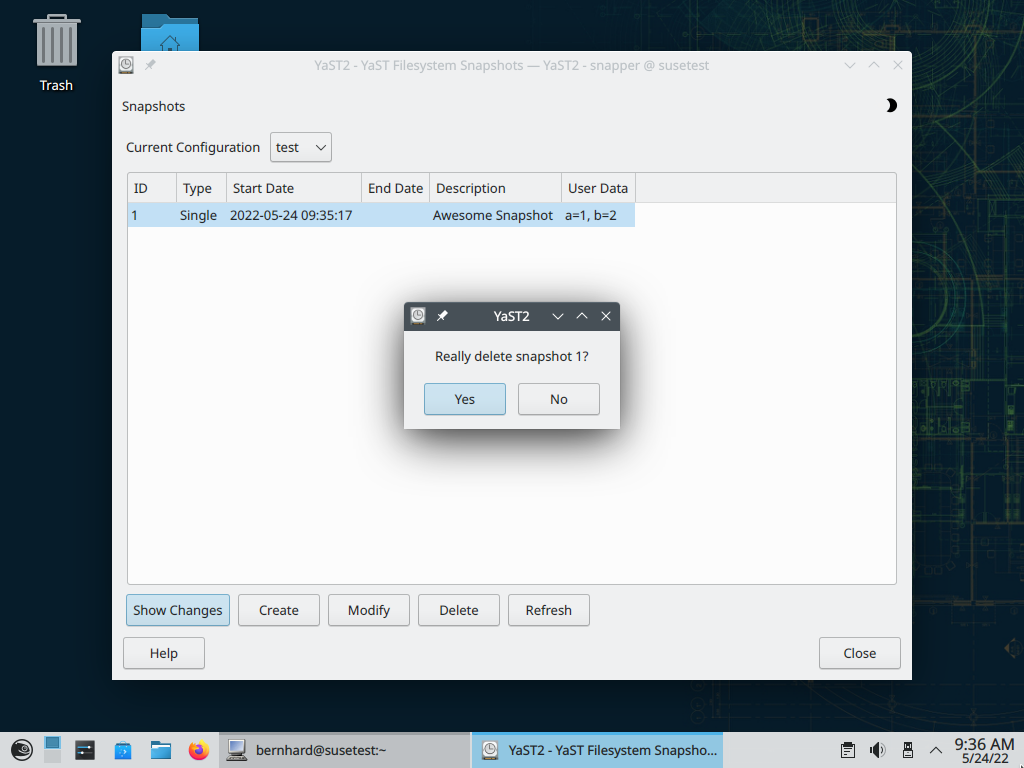 Trash
YaST2 - YaST Filesystem Snapshots — YaST2 - snapper @ susetest
Snapshots
Current Configuration test
ID Type Start Date End Date Description User Data
1 Single 2022-05-24 09:35:17 Awesome Snapshot a=1, b=2
YaST2
Really delete snapshot 1?
Yes No
Show Changes Create Modify Delete Refresh
Help Close
bernhard@susetest:~ YaST2 - YaST Filesystem Snapsho... 9:36 AM
5/24/22